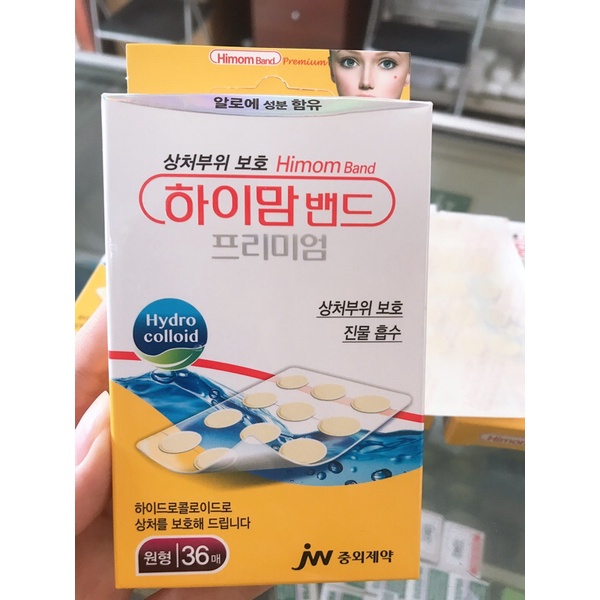 Himom Band Premium
알로에 성분 함유
상처부위 보호 Himom Band
하이맘 밴드
프리미엄
Hydro
colloid
상처부위 보호
진물 흡수
하이드로콜로이드로
상처를 보호해 드립니다
원형 36매
jw 중외제약
Himom Band